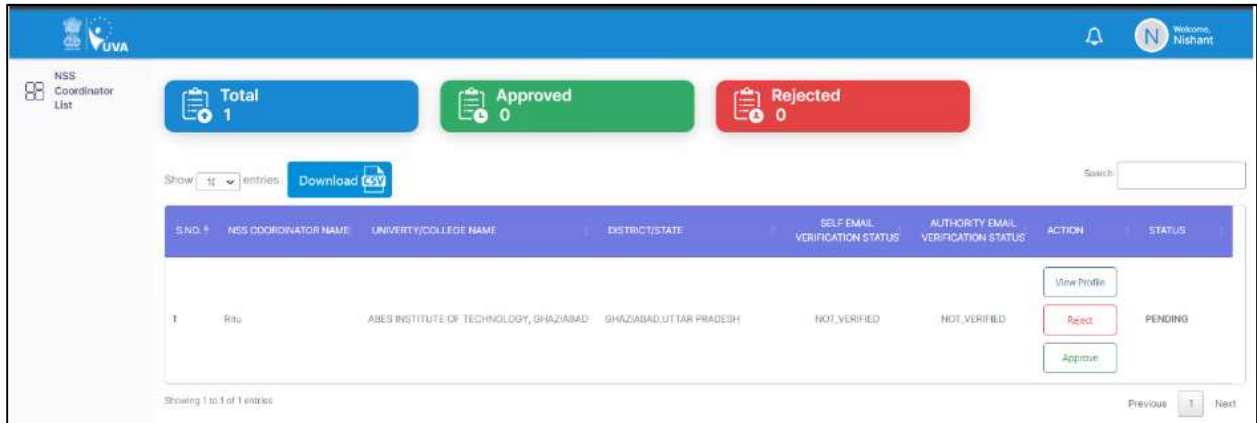 UVA
Welcome,
Nishant
NSS
Coordinator
List
Total
1
Approved
0
Rejected
0
Show 10 entries
Download CSV
Search:
S.NO. NSS COORDINATOR NAME UNIVERTY/COLLEGE NAME DISTRICT/STATE SELF EMAIL VERIFICATION STATUS AUTHORITY EMAIL VERIFICATION STATUS ACTION STATUS
View Profile
1 Ritu ABES INSTITUTE OF TECHNOLOGY, GHAZIABAD GHAZIABAD,UTTAR PRADESH NOT_VERIFIED NOT_VERIFIED Reject PENDING
Approve
Showing 1 to 1 of 1 entries
Previous 1 Next